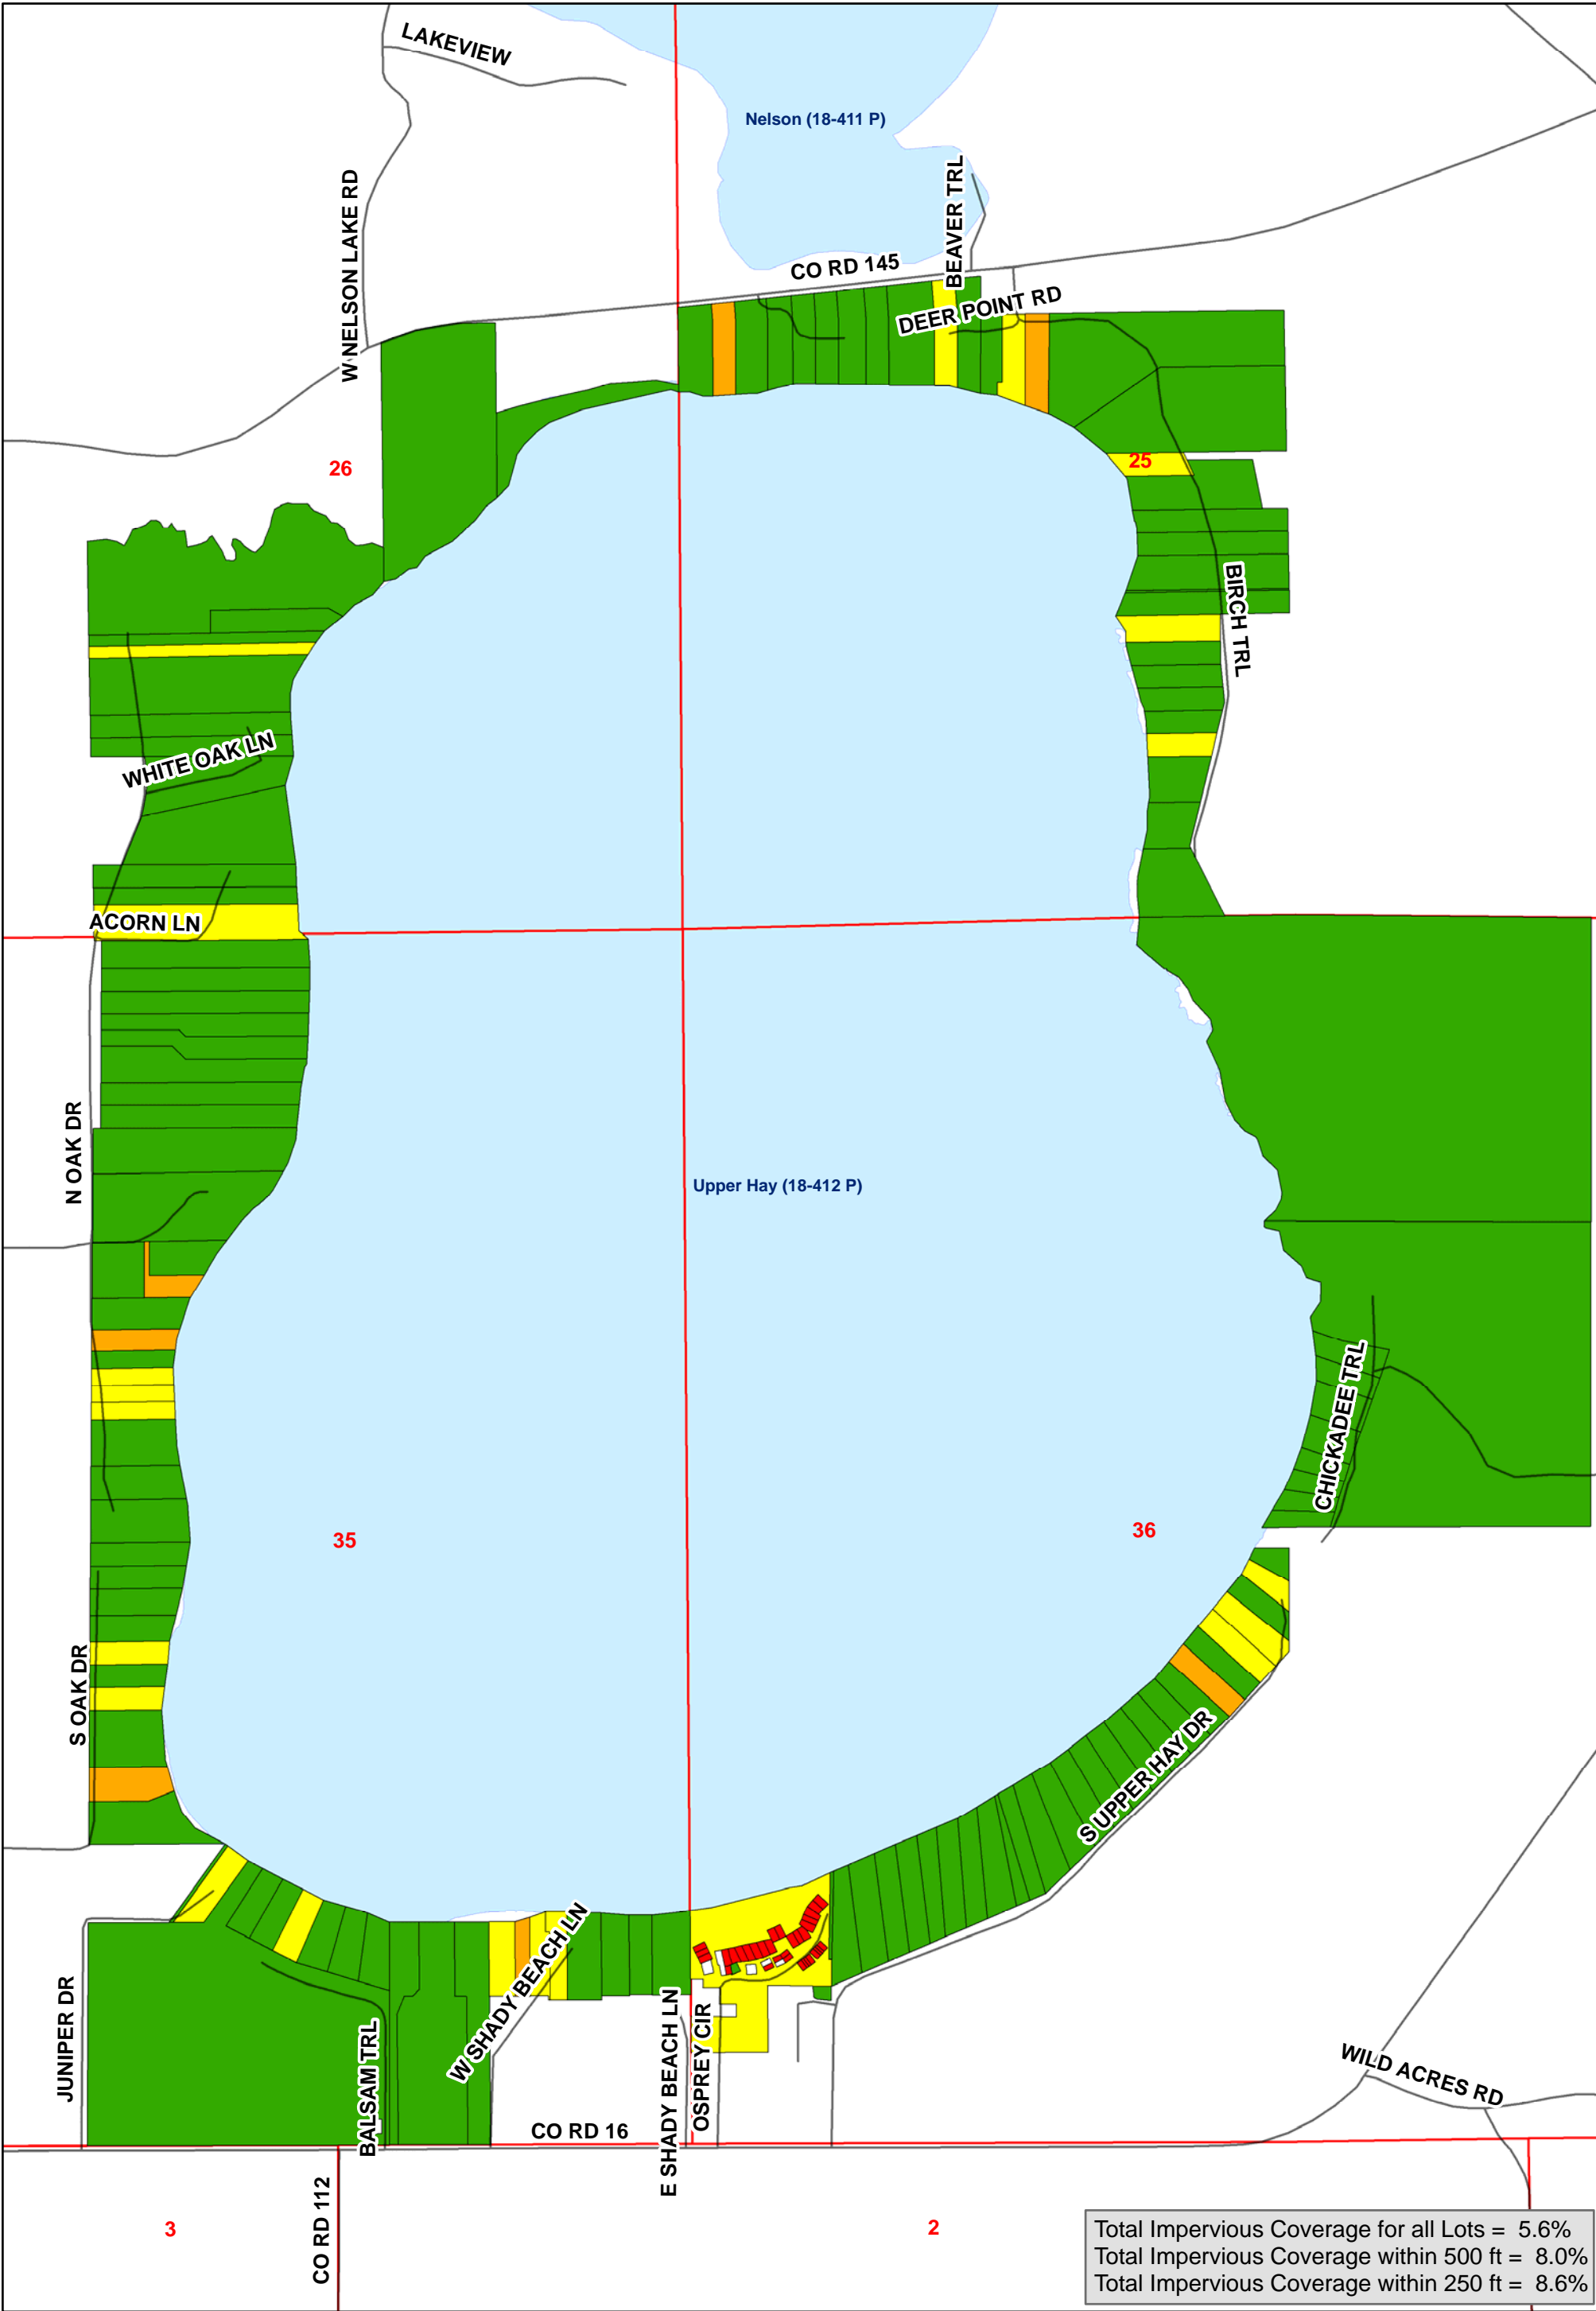 LAKEVIEW
Nelson (18-411 P)
W NELSON LAKE RD
BEAVER TRL
CO RD 145
DEER POINT RD
26
25
BIRCH TRL
WHITE OAK LN
ACORN LN
N OAK DR
Upper Hay (18-412 P)
CHICKADEE TRL
35
36
S OAK DR
S UPPER HAY DR
W SHADY BEACH LN
JUNIPER DR
BALSAM TRL
E SHADY BEACH LN
OSPREY CIR
WILD ACRES RD
CO RD 16
CO RD 112
3
2
Total Impervious Coverage for all Lots = 5.6%
Total Impervious Coverage within 500 ft = 8.0%
Total Impervious Coverage within 250 ft = 8.6%